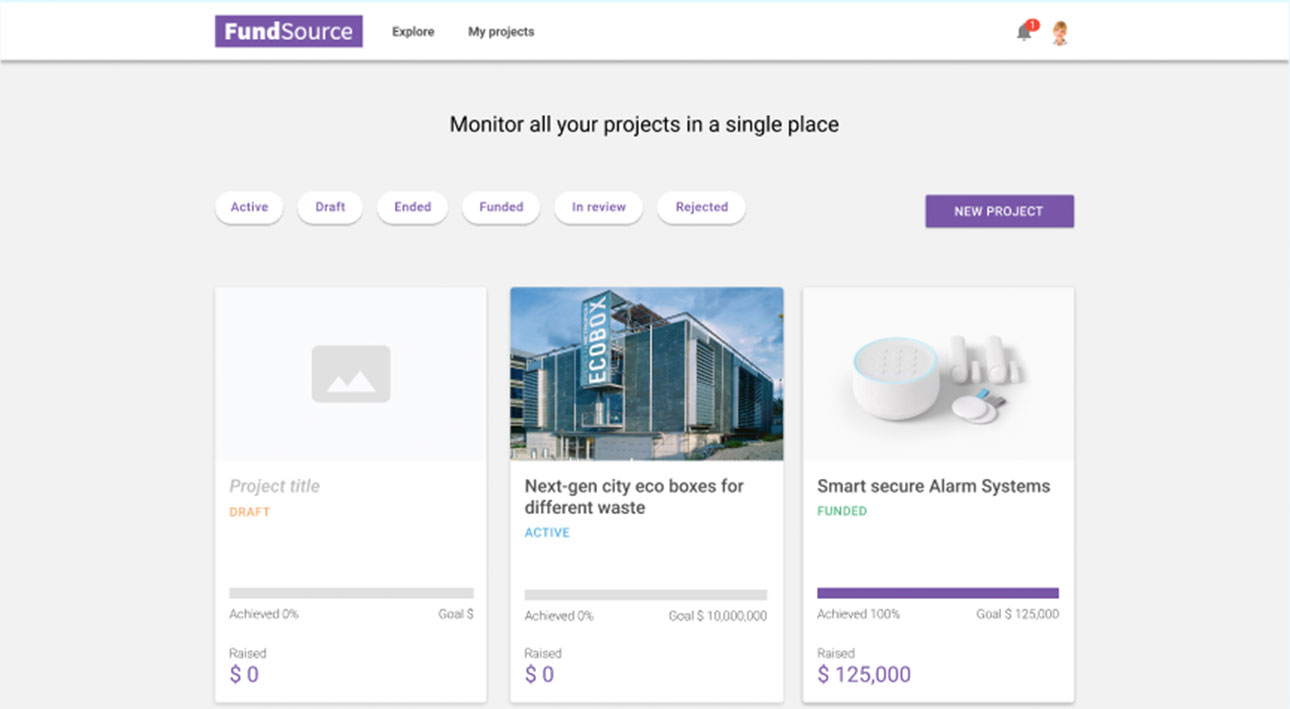 FundSource
Explore
My projects
1
Monitor all your projects in a single place
Active
Draft
Ended
Funded
In review
Rejected
NEW PROJECT
ECOBOX
Project title
DRAFT
Achieved 0%
Goal $
Raised
$ 0
Next-gen city eco boxes for
different waste
ACTIVE
Achieved 0%
Goal $ 10,000,000
Raised
$ 0
Smart secure Alarm Systems
FUNDED
Achieved 100%
Goal $ 125,000
Raised
$ 125,000